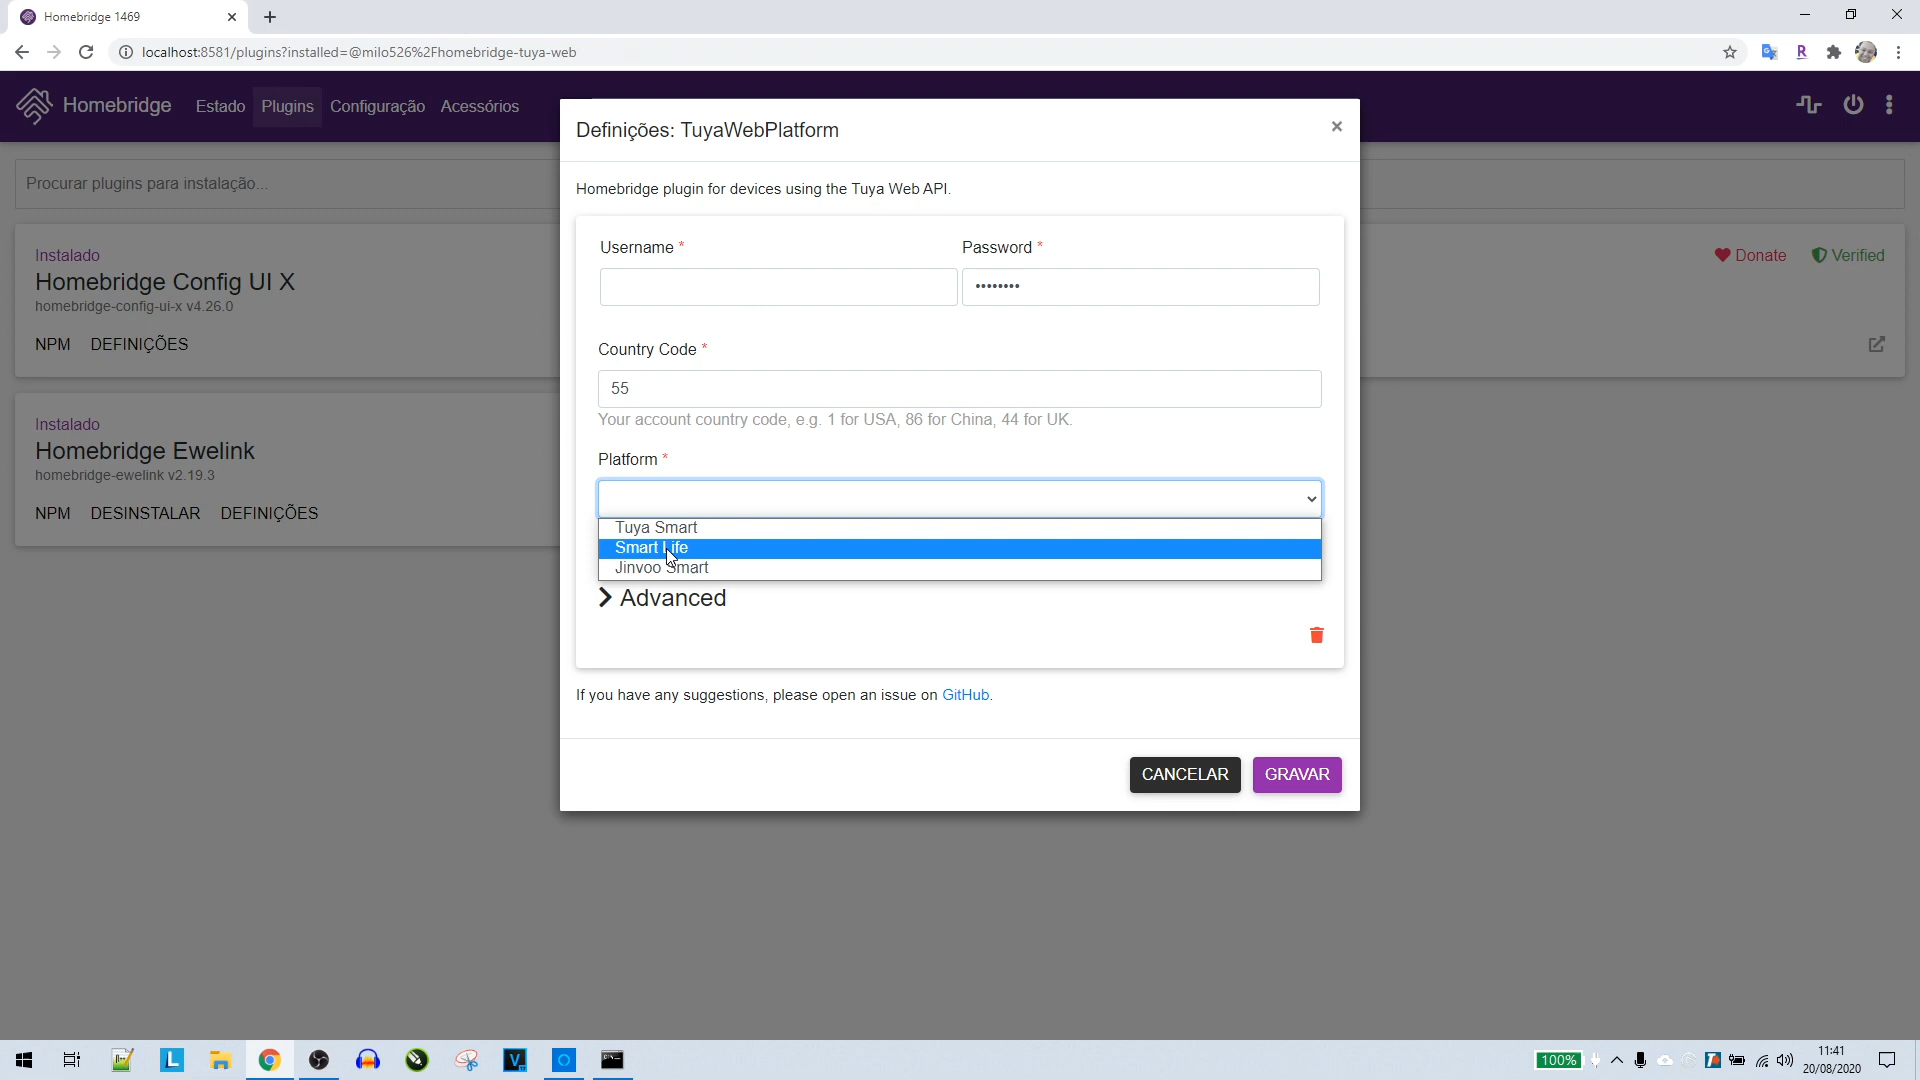 Homebridge 1469
localhost:8581/plugins?installed=@milo526%2Fhomebridge-tuya-web
Homebridge
Estado
Plugins
Configuração
Acessórios
Procurar plugins para instalação...
Instalado
Homebridge Config UI X
homebridge-config-ui-x v4.26.0
NPM DEFINIÇÕES
Donate
Verified
Instalado
Homebridge Ewelink
homebridge-ewelink v2.19.3
NPM DESINSTALAR DEFINIÇÕES
Definições: TuyaWebPlatform
×
Homebridge plugin for devices using the Tuya Web API.
Username *
Password *
••••••••
Country Code *
55
Your account country code, e.g. 1 for USA, 86 for China, 44 for UK.
Platform *
Tuya Smart
Smart Life
Jinvoo Smart
Advanced
If you have any suggestions, please open an issue on GitHub.
CANCELAR
GRAVAR
100%
11:41
20/08/2020